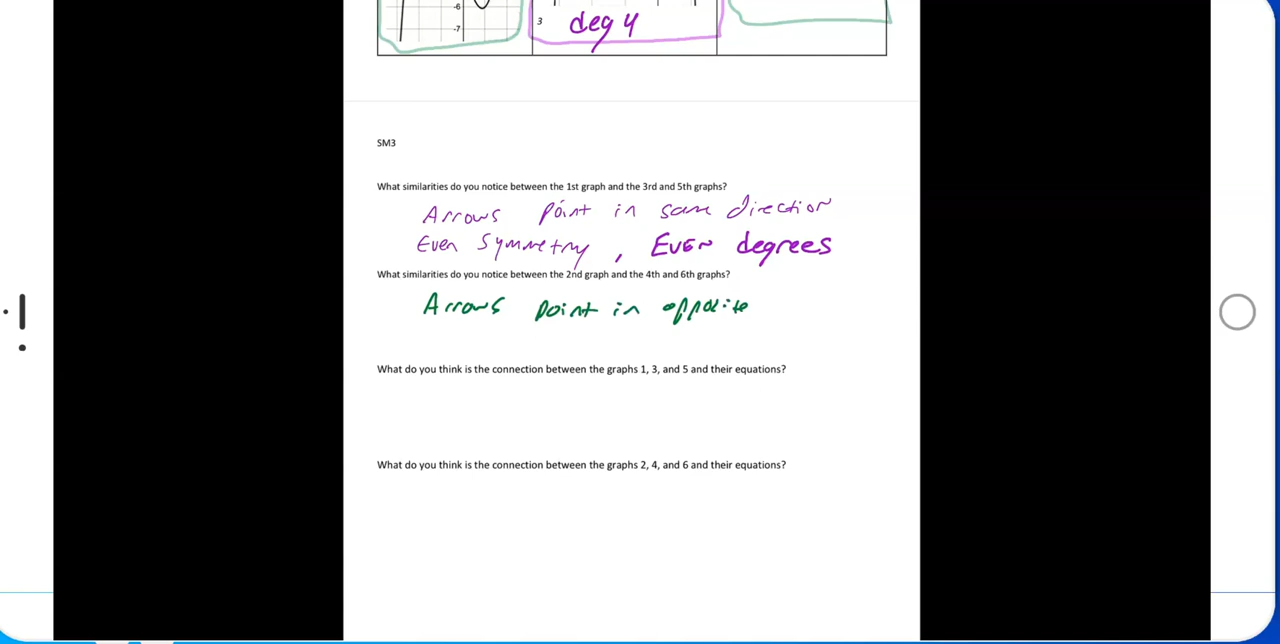 -6
-7
3
deg 4
SM3
What similarities do you notice between the 1st graph and the 3rd and 5th graphs?
Arrows point in same direction
Even Symmetry, EVEN degrees
What similarities do you notice between the 2nd graph and the 4th and 6th graphs?
Arrows point in opposite
What do you think is the connection between the graphs 1, 3, and 5 and their equations?
What do you think is the connection between the graphs 2, 4, and 6 and their equations?